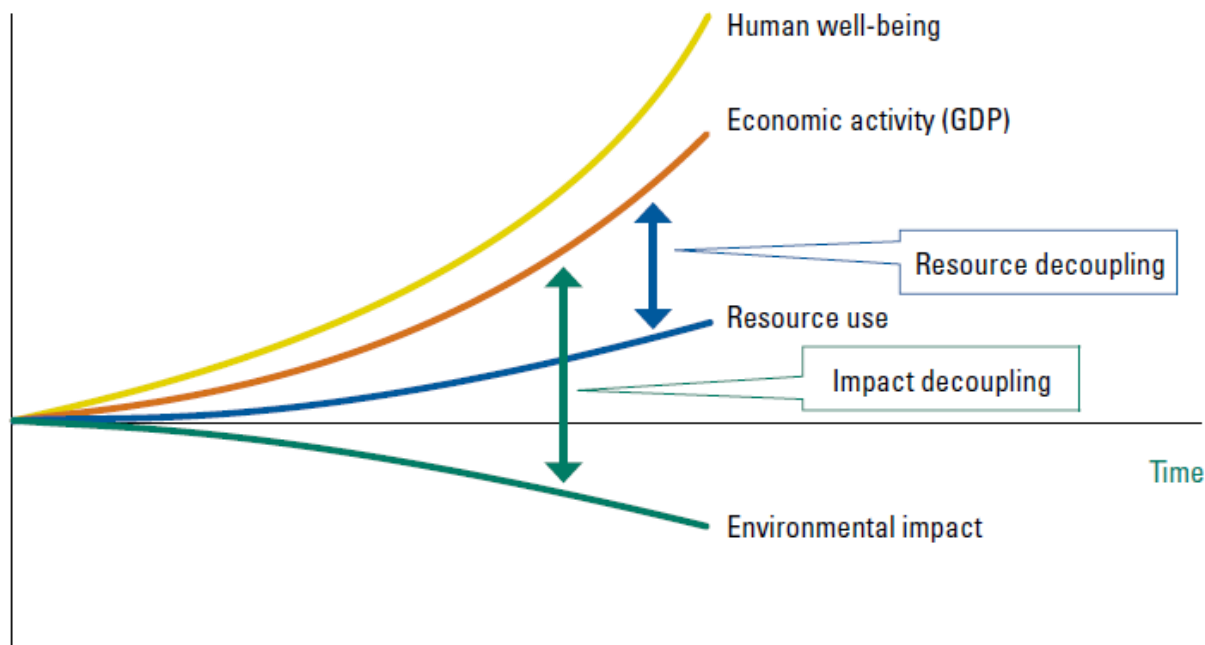 Human well-being
Economic activity (GDP)
Resource decoupling
Resource use
Impact decoupling
Time
Environmental impact